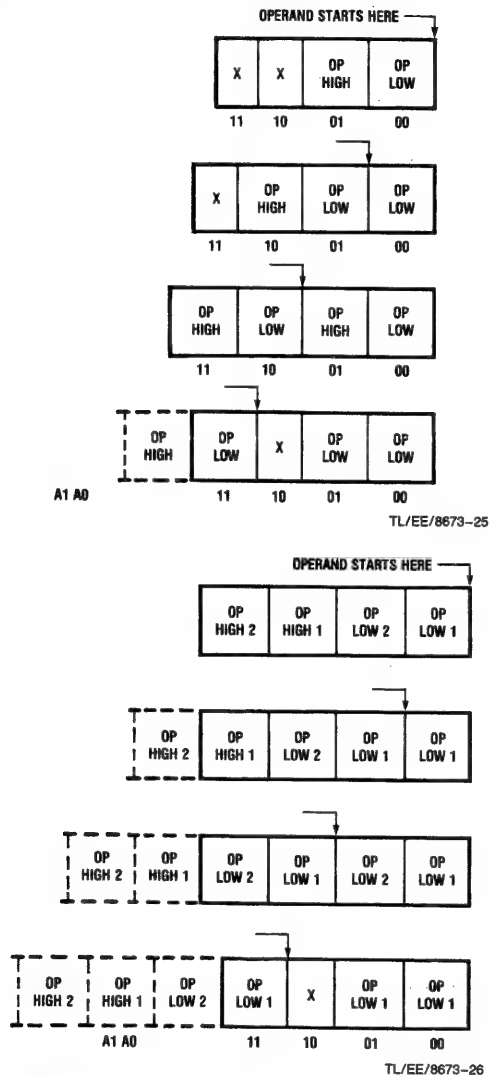 OPERAND STARTS HERE
X X OP HIGH OP LOW
11 10 01 00
X OP HIGH OP LOW OP LOW
11 10 01 00
OP HIGH OP LOW OP HIGH OP LOW
11 10 01 00
OP HIGH OP LOW X OP LOW OP LOW
A1 A0 11 10 01 00
TL/EE/8673-25
OPERAND STARTS HERE
OP HIGH 2 OP HIGH 1 OP LOW 2 OP LOW 1
OP HIGH 2 OP HIGH 1 OP LOW 2 OP LOW 1 OP LOW 1
OP HIGH 2 OP HIGH 1 OP LOW 2 OP LOW 1 OP LOW 2 OP LOW 1
OP HIGH 2 OP HIGH 1 OP LOW 2 OP LOW 1 X OP LOW 1 OP LOW 1
A1 A0 11 10 01 00
TL/EE/8673-26